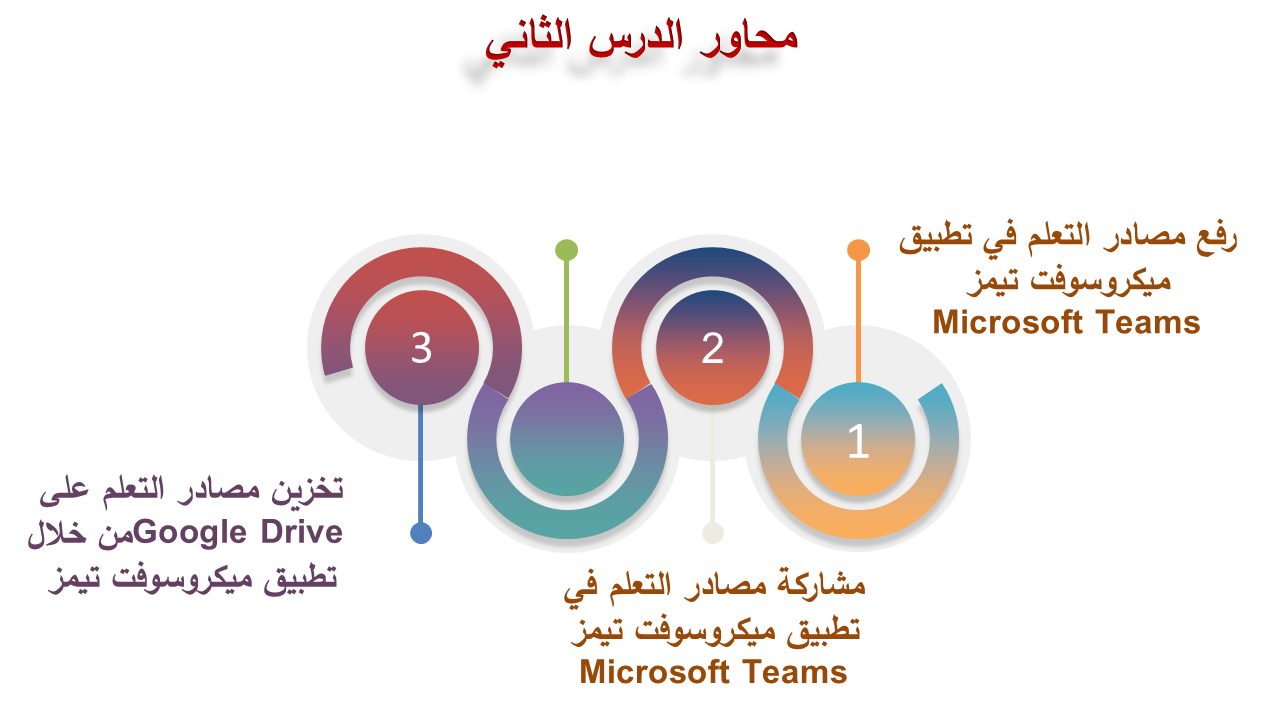 محاور الدرس الثاني
1
رفع مصادر التعلم في تطبيق
ميكروسوفت تيمز
Microsoft Teams
2
مشاركة مصادر التعلم في
تطبيق ميكروسوفت تيمز
Microsoft Teams
3
تخزين مصادر التعلم على
Google Driveمن خلال
تطبيق ميكروسوفت تيمز